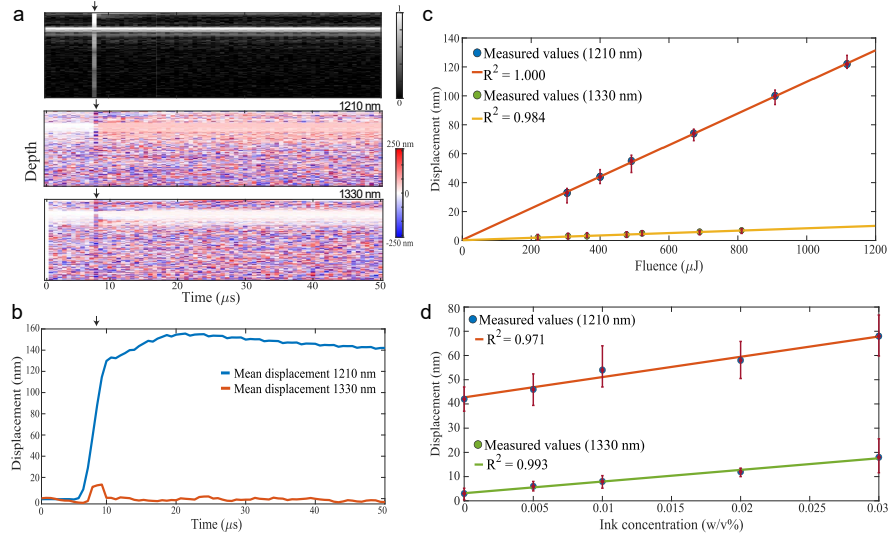 a
1
0
1210 nm
Depth
250 nm
0
-250 nm
1330 nm
0 10 20 30 40 50
Time (μs)
b
160
140
120
100
80
60
40
20
0
Displacement (nm)
Mean displacement 1210 nm
Mean displacement 1330 nm
0 10 20 30 40 50
Time (μs)
c
140
120
100
80
60
40
20
0
Displacement (nm)
Measured values (1210 nm)
R² = 1.000
Measured values (1330 nm)
R² = 0.984
0 200 400 600 800 1000 1200
Fluence (μJ)
d
80
70
60
50
40
30
20
10
0
Displacement (nm)
Measured values (1210 nm)
R² = 0.971
Measured values (1330 nm)
R² = 0.993
0 0.005 0.01 0.015 0.02 0.025 0.03
Ink concentration (w/v%)